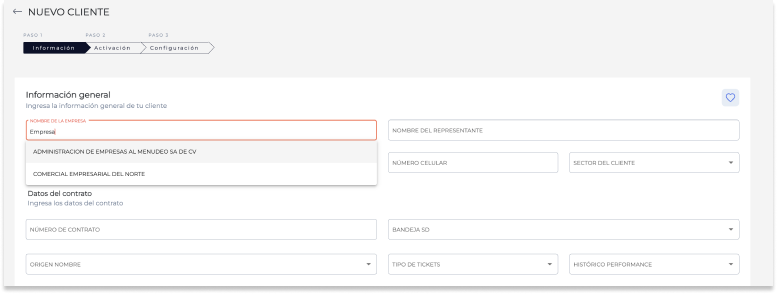 NUEVO CLIENTE
PASO 1 PASO 2 PASO 3
Información Activación Configuración
Información general
Ingresa la información general de tu cliente
NOMBRE DE LA EMPRESA
Empresa
NOMBRE DEL REPRESENTANTE
ADMINISTRACION DE EMPRESAS AL MENUDEO SA DE CV
COMERCIAL EMPRESARIAL DEL NORTE
NÚMERO CELULAR
SECTOR DEL CLIENTE
Datos del contrato
Ingresa los datos del contrato
NÚMERO DE CONTRATO
BANDEJA SD
ORIGEN NOMBRE
TIPO DE TICKETS
HISTÓRICO PERFORMANCE